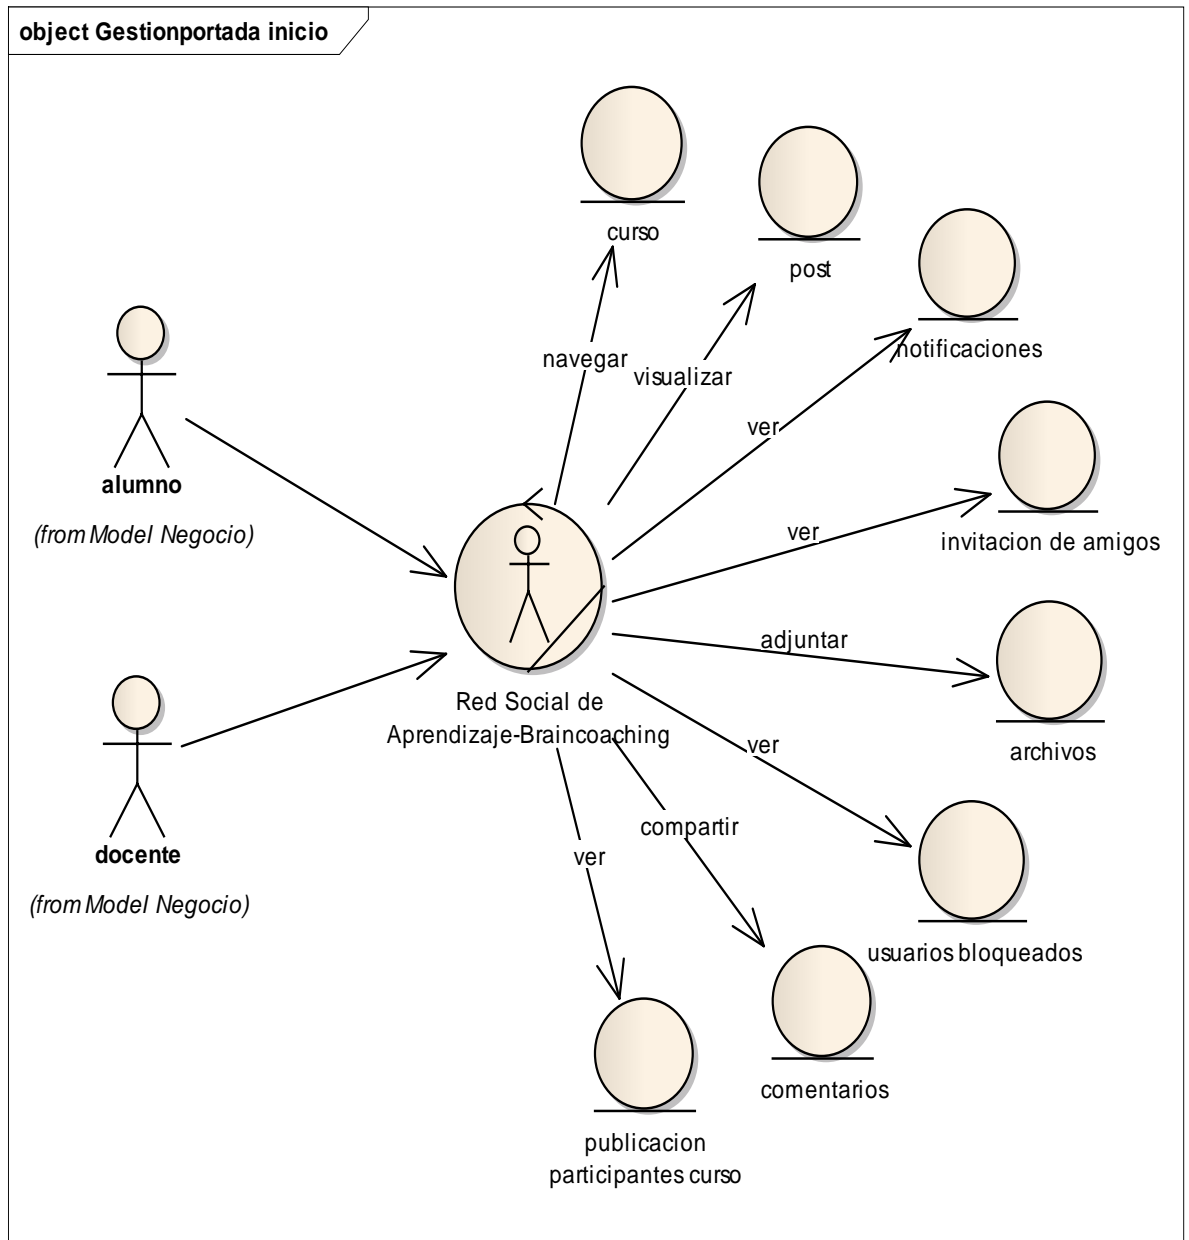 object Gestionportada inicio
curso
post
notificaciones
navegar
visualizar
ver
alumno
(from Model Negocio)
ver
invitacion de amigos
adjuntar
archivos
Red Social de
Aprendizaje-Braincoaching
ver
docente
(from Model Negocio)
compartir
ver
usuarios bloqueados
comentarios
publicacion
participantes curso